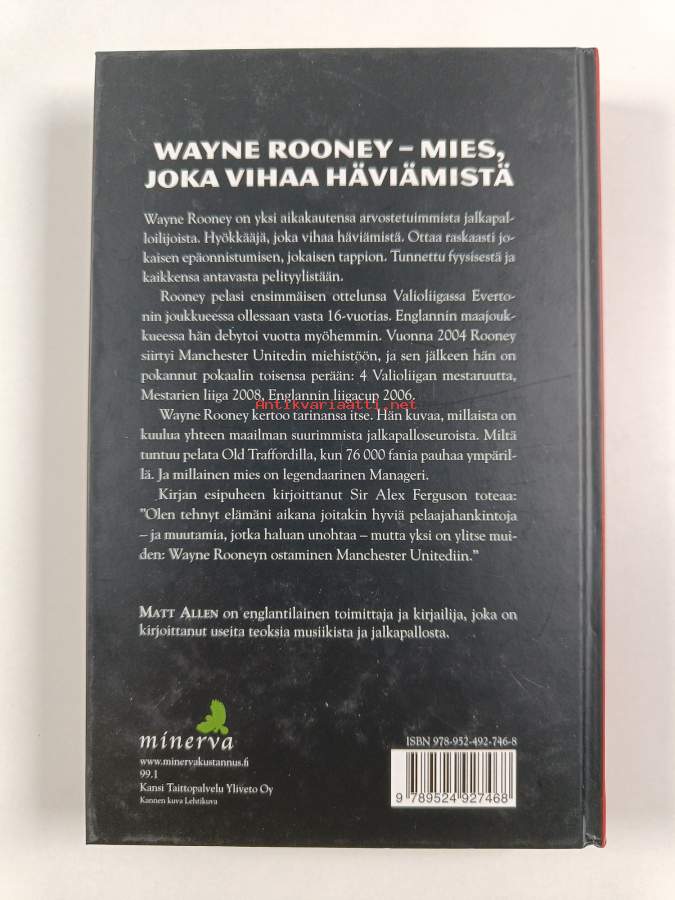 WAYNE ROONEY – MIES,
JOKA VIHAA HÄVIÄMISTÄ
Wayne Rooney on yksi aikakautensa arvostetuimmista jalkapal-
loilijoista. Hyökkääjä, joka vihaa häviämistä. Ottaa raskaasti jo-
kaisen epäonnistumisen, jokaisen tappion. Tunnettu fyysisestä ja
kaikkensa antavasta pelityylistään.
Rooney pelasi ensimmäisen ottelunsa Valioliigassa Everto-
nin joukkueessa ollessaan vasta 16-vuotias. Englannin maajouk-
kueessa hän debytoi vuotta myöhemmin. Vuonna 2004 Rooney
siirtyi Manchester Unitedin miehistöön, ja sen jälkeen hän on
pokannut pokaalin toisensa perään: 4 Valioliigan mestaruutta,
Mestarien liiga 2008, Englannin liigacup 2006.
Antikvariaatti.net
Wayne Rooney kertoo tarinansa itse. Hän kuvaa, millaista on
kuulua yhteen maailman suurimmista jalkapalloseuroista. Miltä
tuntuu pelata Old Traffordilla, kun 76 000 fania pauhaa ympäril-
lä. Ja millainen mies on legendaarinen Manageri.
Kirjan esipuheen kirjoittanut Sir Alex Ferguson toteaa:
”Olen tehnyt elämäni aikana joitakin hyviä pelaajahankintoja
– ja muutamia, jotka haluan unohtaa – mutta yksi on ylitse mui-
den: Wayne Rooneyn ostaminen Manchester Unitediin.”
MATT ALLEN on englantilainen toimittaja ja kirjailija, joka on
kirjoittanut useita teoksia musiikista ja jalkapallosta.
minerva
www.minervakustannus.fi
99.1
Kansi Taittopalvelu Yliveto Oy
Kannen kuva Lehtikuva
ISBN 978-952-492-746-8
9 789524 927468